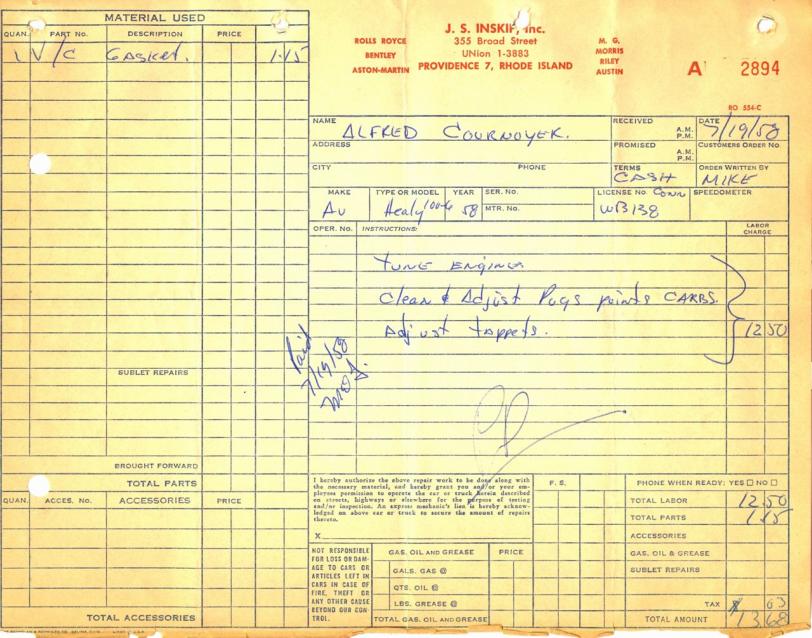 MATERIAL USED
QUAN. PART No. DESCRIPTION PRICE
1 V/C Gasket. 1.15
SUBLET REPAIRS
BROUGHT FORWARD
TOTAL PARTS
QUAN. ACCES. No. ACCESSORIES PRICE
TOTAL ACCESSORIES
J. S. INSKIP, Inc.
355 Broad Street
UNion 1-3883
PROVIDENCE 7, RHODE ISLAND
ROLLS ROYCE
BENTLEY
ASTON-MARTIN
M. G.
MORRIS
RILEY
AUSTIN
A 2894
RO 554-C
NAME ALFRED COURNOYER.
RECEIVED A.M. P.M.
DATE 7/19/58
ADDRESS
PROMISED A.M. P.M.
CUSTOMERS ORDER No.
CITY PHONE
TERMS CASH
ORDER WRITTEN BY MIKE
MAKE Au
TYPE OR MODEL Healy 100-6
YEAR 58
SER. No.
MTR. No.
LICENSE No. Conn WB138
SPEEDOMETER
OPER. No. INSTRUCTIONS: LABOR CHARGE
TUNE ENGINE
Clean & Adjust Plugs points CARBS.
Adjust tappets. 12 50
Paid
7/19/58
I hereby authorize the above repair work to be done along with
the necessary material, and hereby grant you and/or your em-
ployees permission to operate the car or truck herein described
on streets, highways or elsewhere for the purpose of testing
and/or inspection. An express mechanic's lien is hereby acknow-
ledged on above car or truck to secure the amount of repairs
thereto.
X
F. S.
PHONE WHEN READY: YES □ NO □
TOTAL LABOR 12.50
TOTAL PARTS 1.15
ACCESSORIES
GAS, OIL & GREASE
SUBLET REPAIRS
TAX 03
TOTAL AMOUNT 13.68
NOT RESPONSIBLE
FOR LOSS OR DAM-
AGE TO CARS OR
ARTICLES LEFT IN
CARS IN CASE OF
FIRE, THEFT OR
ANY OTHER CAUSE
BEYOND OUR CON-
TROL.
GAS, OIL AND GREASE PRICE
GALS. GAS @
QTS. OIL @
LBS. GREASE @
TOTAL GAS, OIL AND GREASE